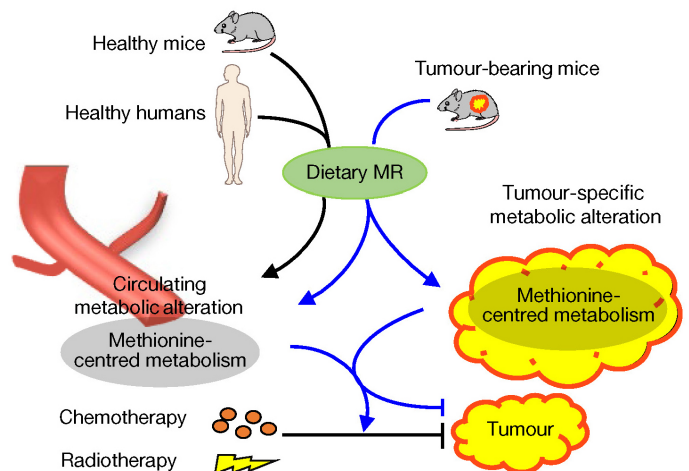 Healthy mice
Tumour-bearing mice
Healthy humans
Dietary MR
Tumour-specific
metabolic alteration
Circulating
metabolic alteration
Methionine-
centred metabolism
Methionine-
centred metabolism
Chemotherapy
Tumour
Radiotherapy